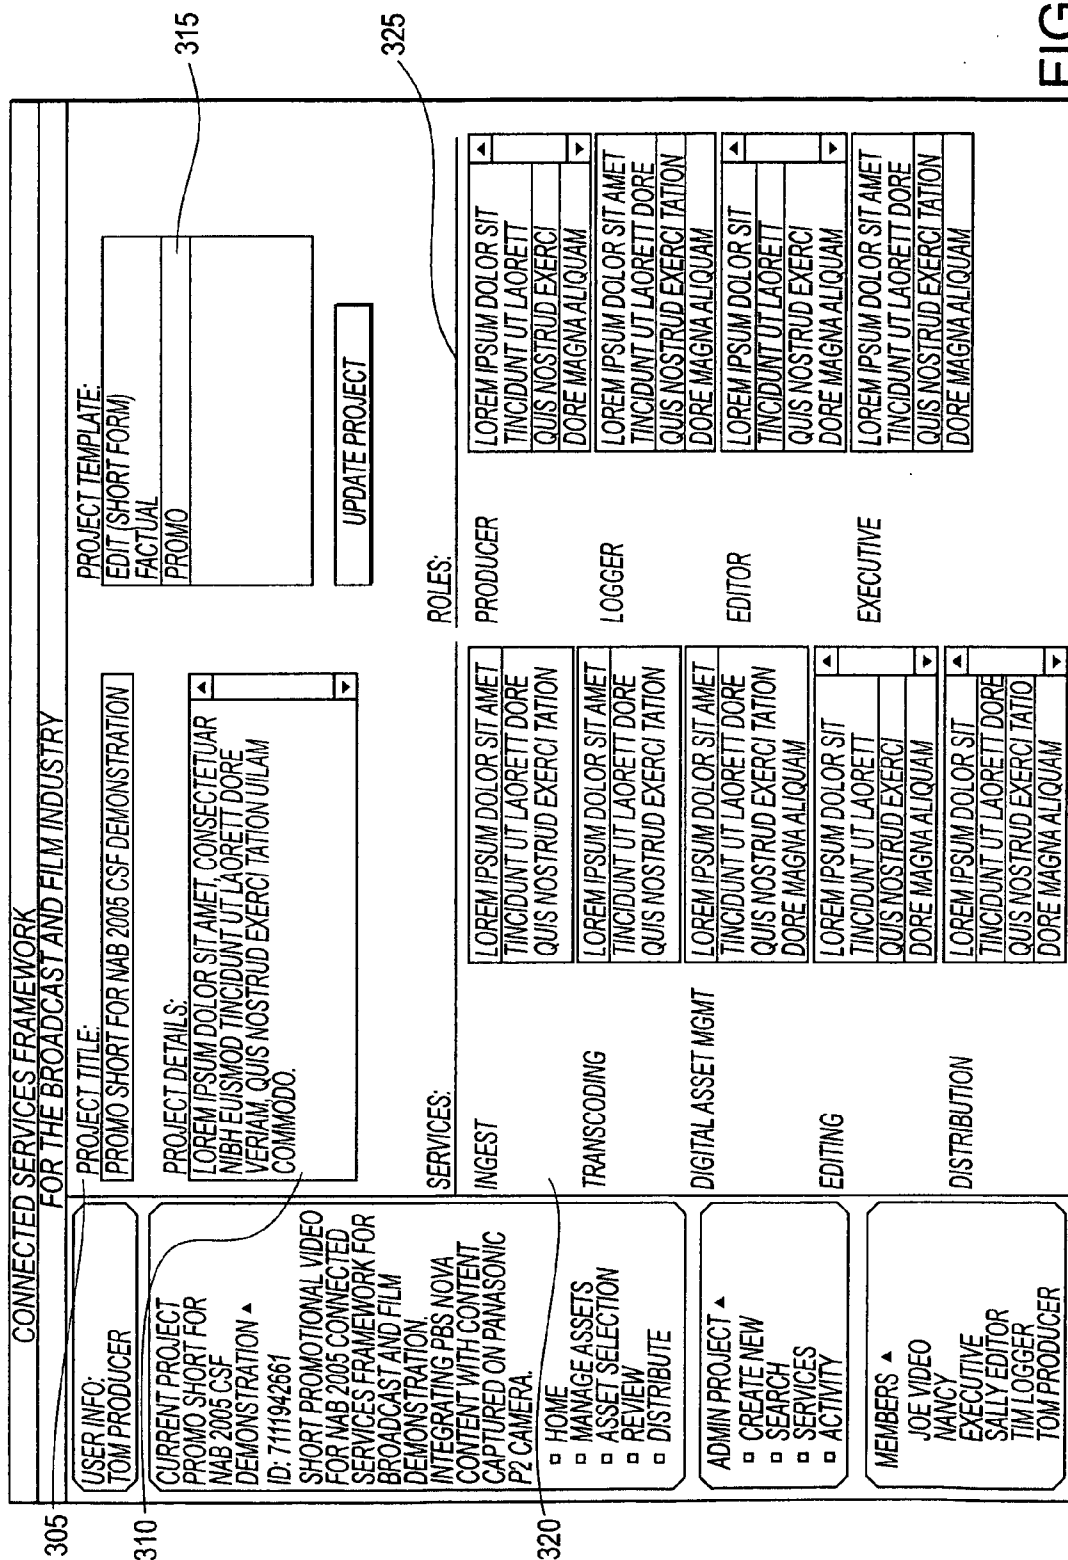 CONNECTED SERVICES FRAMEWORK
FOR THE BROADCAST AND FILM INDUSTRY
305
310
320
315
325
USER INFO:
TOM PRODUCER
CURRENT PROJECT
PROMO SHORT FOR
NAB 2005 CSF
DEMONSTRATION ▲
ID: 7111942661
SHORT PROMOTIONAL VIDEO
FOR NAB 2005 CONNECTED
SERVICES FRAMEWORK FOR
BROADCAST AND FILM
DEMONSTRATION
INTEGRATING PBS NOVA
CONTENT WITH CONTENT
CAPTURED ON PANASONIC
P2 CAMERA.
HOME
MANAGE ASSETS
ASSET SELECTION
REVIEW
DISTRIBUTE
ADMIN PROJECT ▲
CREATE NEW
SEARCH
SERVICES
ACTIVITY
MEMBERS ▲
JOE VIDEO
NANCY
EXECUTIVE
SALLY EDITOR
TIM LOGGER
TOM PRODUCER
PROJECT TITLE:
PROMO SHORT FOR NAB 2005 CSF DEMONSTRATION
PROJECT DETAILS:
LOREM IPSUM DOLOR SIT AMET, CONSECTETUAR
NIBH EUISMOD TINCIDUNT UT LAORETT DORE
VERIAM, QUIS NOSTRUD EXERCI TATION UILAM
COMMODO.
PROJECT TEMPLATE:
EDIT (SHORT FORM)
FACTUAL
PROMO
UPDATE PROJECT
SERVICES:
INGEST
LOREM IPSUM DOLOR SIT AMET
TINCIDUNT UT LAORETT DORE
QUIS NOSTRUD EXERCI TATION
TRANSCODING
LOREM IPSUM DOLOR SIT AMET
TINCIDUNT UT LAORETT DORE
QUIS NOSTRUD EXERCI TATION
DIGITAL ASSET MGMT
LOREM IPSUM DOLOR SIT AMET
TINCIDUNT UT LAORETT DORE
QUIS NOSTRUD EXERCI TATION
DORE MAGNA ALIQUAM
EDITING
LOREM IPSUM DOLOR SIT
TINCIDUNT UT LAORETT
QUIS NOSTRUD EXERCI
DORE MAGNA ALIQUAM
DISTRIBUTION
LOREM IPSUM DOLOR SIT
TINCIDUNT UT LAORETT DORE
QUIS NOSTRUD EXERCI TATIO
DORE MAGNA ALIQUAM
ROLES:
PRODUCER
LOREM IPSUM DOLOR SIT
TINCIDUNT UT LAORETT
QUIS NOSTRUD EXERCI
DORE MAGNA ALIQUAM
LOGGER
LOREM IPSUM DOLOR SIT AMET
TINCIDUNT UT LAORETT DORE
QUIS NOSTRUD EXERCI TATION
DORE MAGNA ALIQUAM
EDITOR
LOREM IPSUM DOLOR SIT
TINCIDUNT UT LAORETT
QUIS NOSTRUD EXERCI
DORE MAGNA ALIQUAM
EXECUTIVE
LOREM IPSUM DOLOR SIT AMET
TINCIDUNT UT LAORETT DORE
QUIS NOSTRUD EXERCI TATION
DORE MAGNA ALIQUAM
FIG